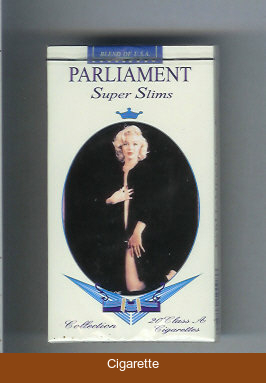 BLEND OF U.S.A.
PARLIAMENT
Super Slims
Collection
20 Class A
Cigarettes
Cigarette